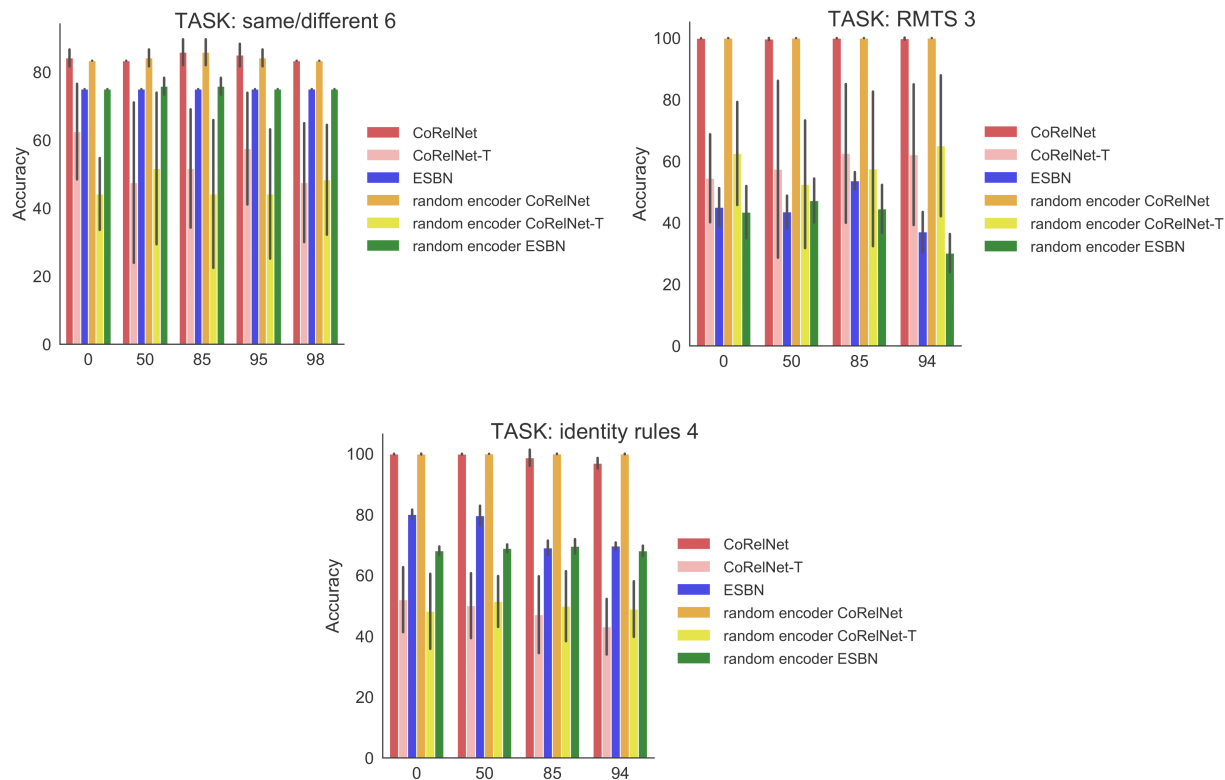 TASK: same/different 6
Accuracy
80
60
40
20
0
0 50 85 95 98
CoRelNet
CoRelNet-T
ESBN
random encoder CoRelNet
random encoder CoRelNet-T
random encoder ESBN
TASK: RMTS 3
Accuracy
100
80
60
40
20
0
0 50 85 94
CoRelNet
CoRelNet-T
ESBN
random encoder CoRelNet
random encoder CoRelNet-T
random encoder ESBN
TASK: identity rules 4
Accuracy
100
80
60
40
20
0
0 50 85 94
CoRelNet
CoRelNet-T
ESBN
random encoder CoRelNet
random encoder CoRelNet-T
random encoder ESBN